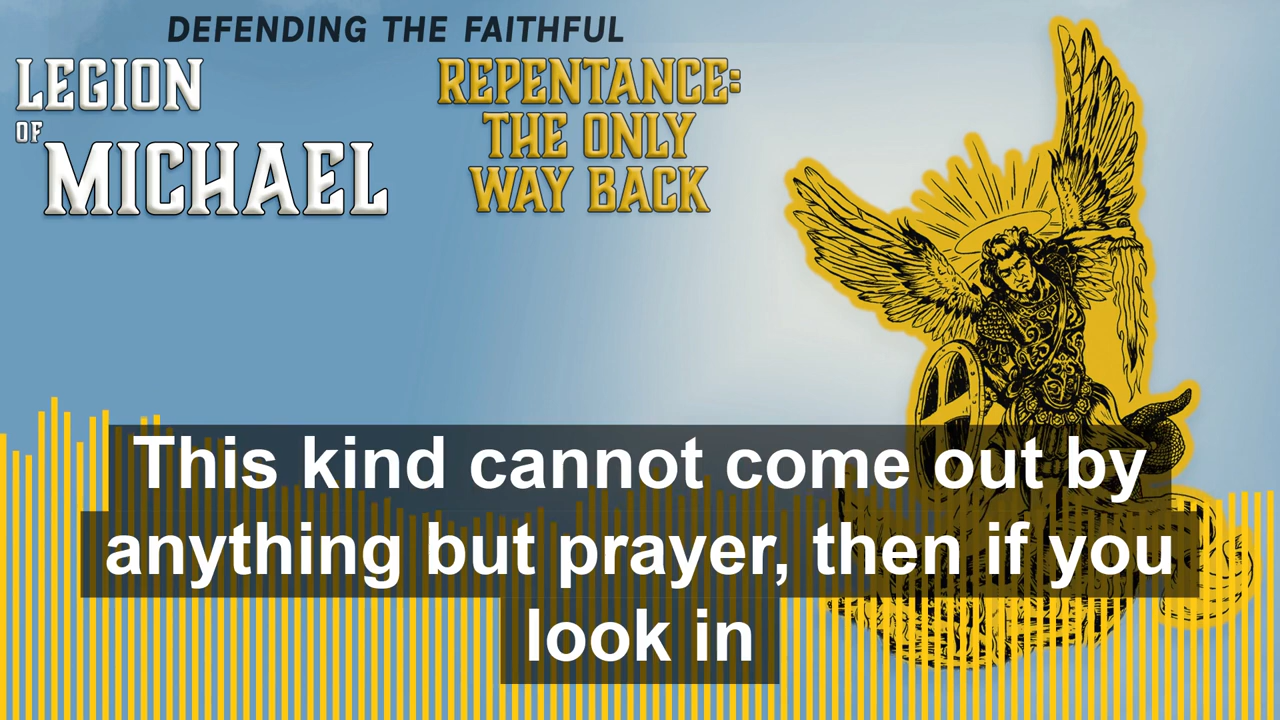 DEFENDING THE FAITHFUL
LEGION
OF
MICHAEL
REPENTANCE:
THE ONLY
WAY BACK
This kind cannot come out by
anything but prayer, then if you
look in